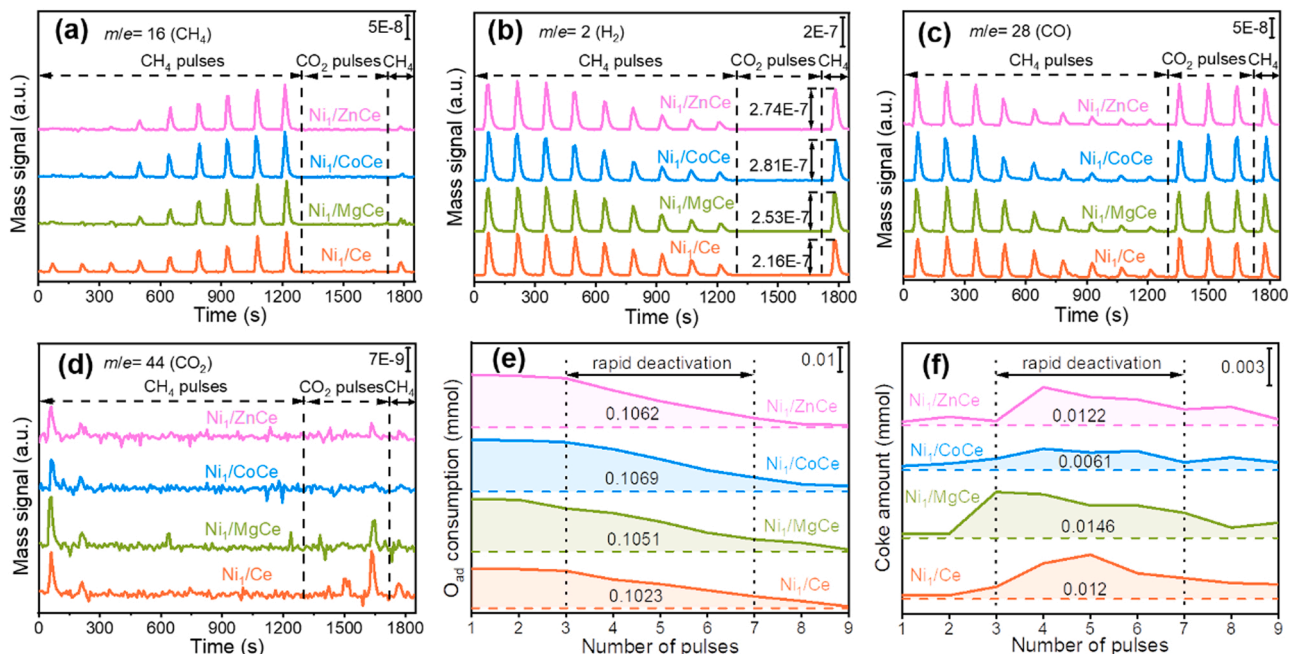 (a)
m/e= 16 (CH₄)
5E-8
CH₄ pulses
CO₂ pulses
CH₄
Ni₁/ZnCe
Ni₁/CoCe
Ni₁/MgCe
Ni₁/Ce
Mass signal (a.u.)
0 300 600 900 1200 1500 1800
Time (s)
(b)
m/e= 2 (H₂)
2E-7
CH₄ pulses
CO₂ pulses
CH₄
Ni₁/ZnCe
2.74E-7
Ni₁/CoCe
2.81E-7
Ni₁/MgCe
2.53E-7
Ni₁/Ce
2.16E-7
Mass signal (a.u.)
0 300 600 900 1200 1500 1800
Time (s)
(c)
m/e= 28 (CO)
5E-8
CH₄ pulses
CO₂ pulses
CH₄
Ni₁/ZnCe
Ni₁/CoCe
Ni₁/MgCe
Ni₁/Ce
Mass signal (a.u.)
0 300 600 900 1200 1500 1800
Time (s)
(d)
m/e= 44 (CO₂)
7E-9
CH₄ pulses
CO₂ pulses
CH₄
Ni₁/ZnCe
Ni₁/CoCe
Ni₁/MgCe
Ni₁/Ce
Mass signal (a.u.)
0 300 600 900 1200 1500 1800
Time (s)
(e)
rapid deactivation
0.01
Ni₁/ZnCe
0.1062
Ni₁/CoCe
0.1069
Ni₁/MgCe
0.1051
Ni₁/Ce
0.1023
Oad consumption (mmol)
1 2 3 4 5 6 7 8 9
Number of pulses
(f)
rapid deactivation
0.003
Ni₁/ZnCe
0.0122
Ni₁/CoCe
0.0061
Ni₁/MgCe
0.0146
Ni₁/Ce
0.012
Coke amount (mmol)
1 2 3 4 5 6 7 8 9
Number of pulses